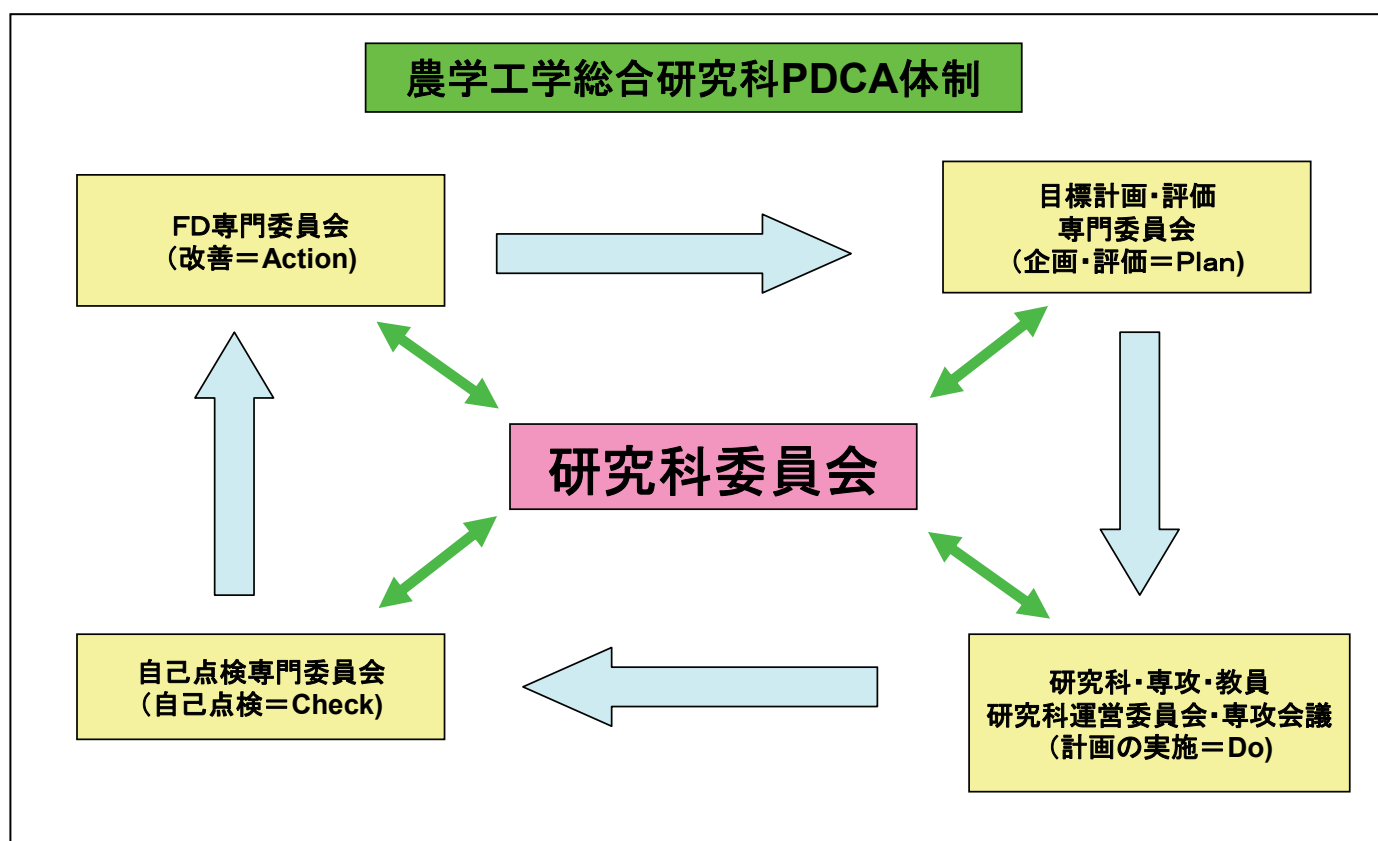 農学工学総合研究科PDCA体制
FD専門委員会
(改善=Action)
目標計画・評価
専門委員会
(企画・評価=Plan)
研究科委員会
自己点検専門委員会
(自己点検=Check)
研究科・専攻・教員
研究科運営委員会・専攻会議
(計画の実施=Do)